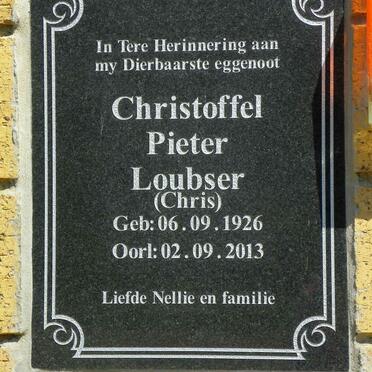 In Tere Herinnering aan
my Dierbaarste eggenoot
Christoffel
Pieter
Loubser
(Chris)
Geb: 06 . 09 . 1926
Oorl: 02 . 09 . 2013
Liefde Nellie en familie